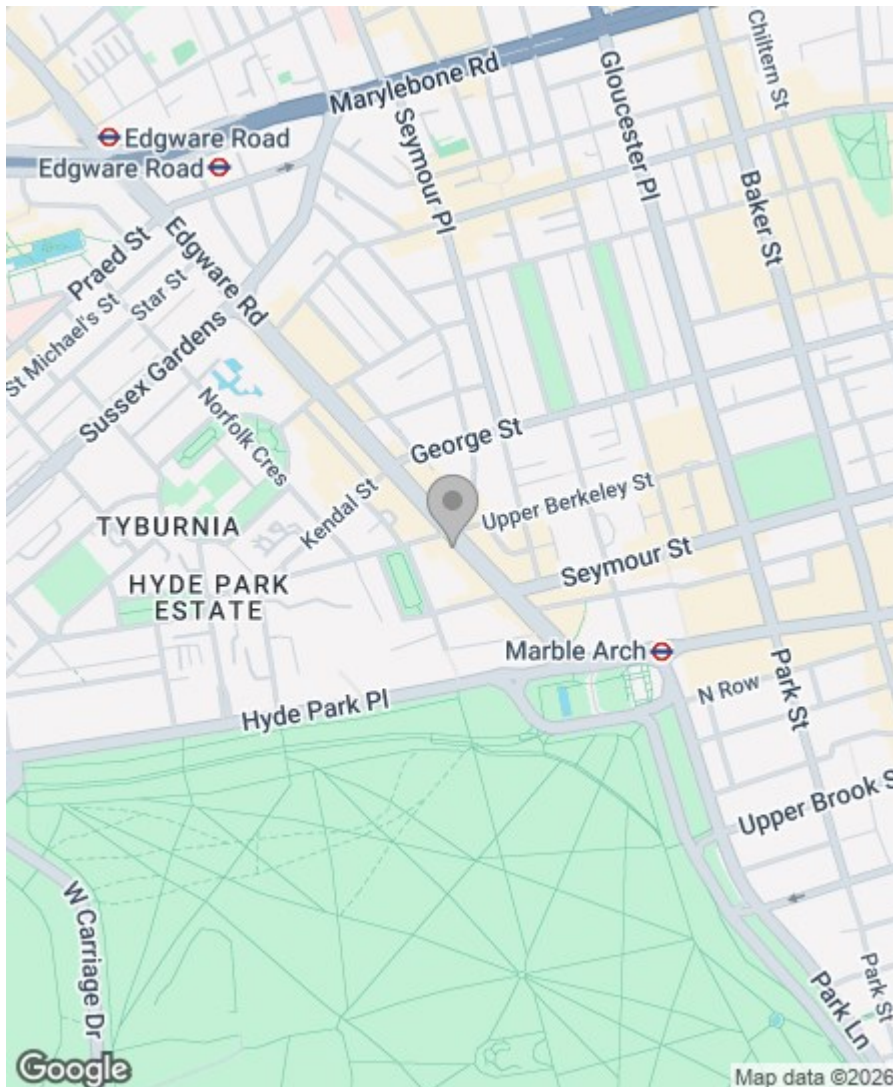 Chiltern St
Marylebone Rd
Gloucester Pl
Seymour Pl
Edgware Road
Edgware Road
Baker St
Praed St
Edgware Rd
Star St
St Michael's St
Sussex Gardens
Norfolk Cres
George St
Kendal St
Upper Berkeley St
TYBURNIA
Seymour St
HYDE PARK
ESTATE
Marble Arch
Park St
N Row
Hyde Park Pl
Upper Brook S
W Carriage Dr
Park St
Park Ln
Google
Map data ©2026